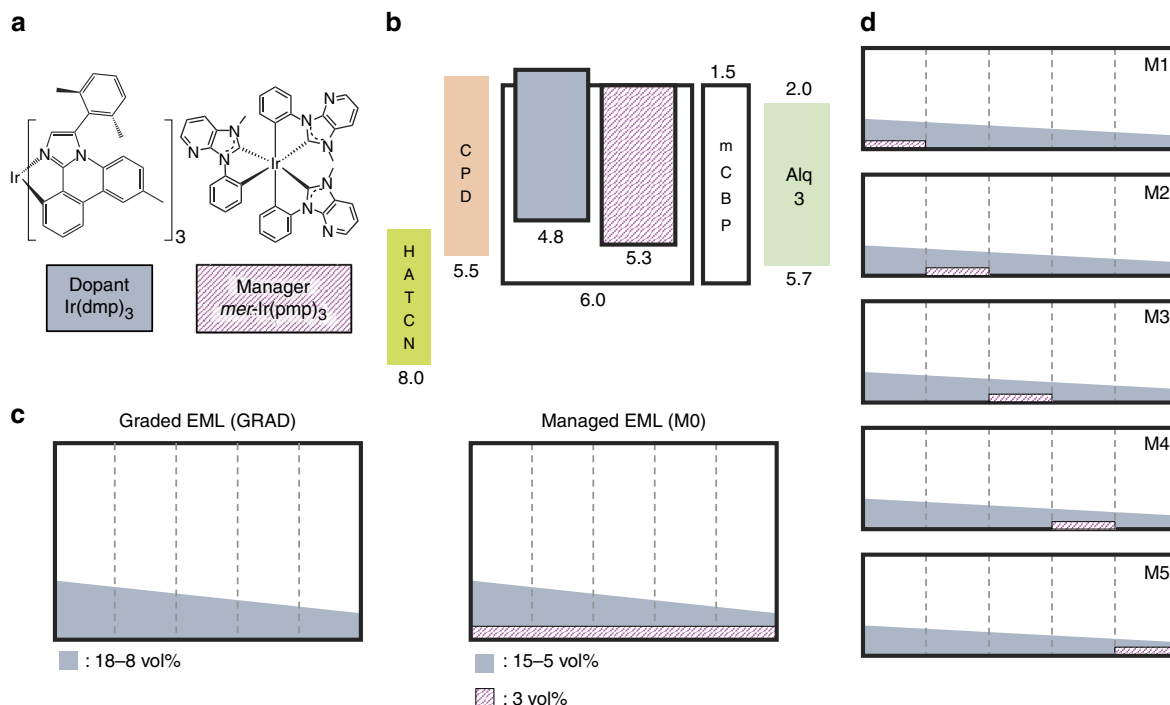 a
Ir
N
N
3
N
N
N
Ir
N
N
N
N
N
N
Dopant
Ir(dmp)3
Manager
mer-Ir(pmp)3
b
H
A
T
C
N
8.0
C
P
D
5.5
4.8
5.3
6.0
1.5
m
C
B
P
2.0
Alq
3
5.7
c
Graded EML (GRAD)
: 18–8 vol%
Managed EML (M0)
: 15–5 vol%
: 3 vol%
d
M1
M2
M3
M4
M5